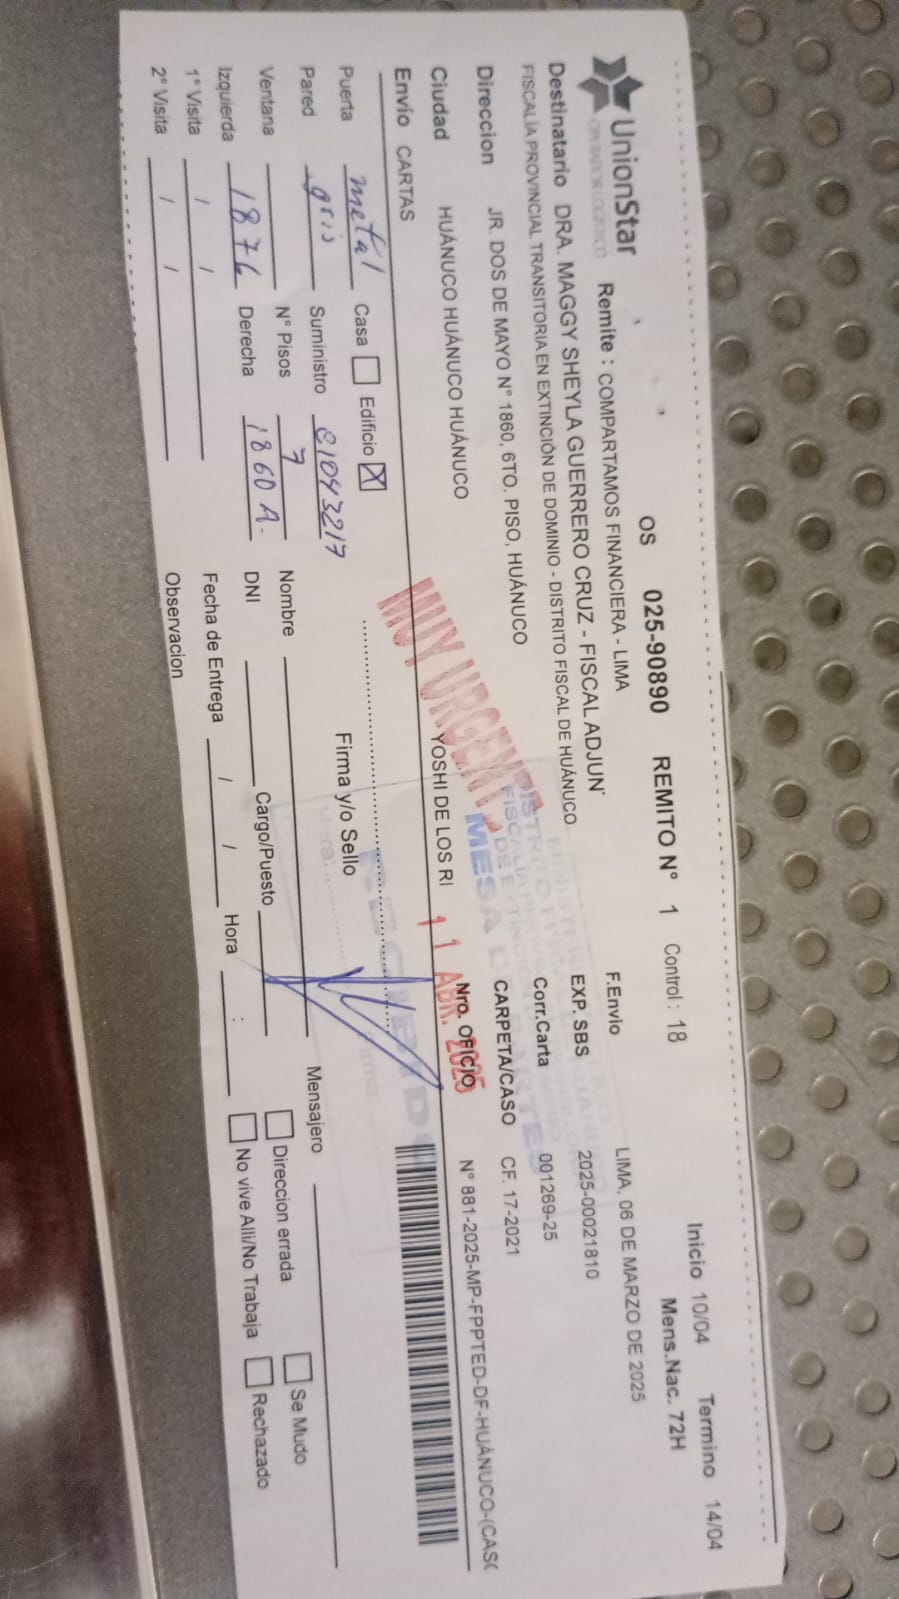 UnionStar
OPERADOR LOGISTICO
OS 025-90890 REMITO N° 1 Control : 18
Inicio 10/04 Termino 14/04
Mens.Nac. 72H
Remite : COMPARTAMOS FINANCIERA - LIMA
F.Envio LIMA, 06 DE MARZO DE 2025
Destinatario DRA. MAGGY SHEYLA GUERRERO CRUZ - FISCAL ADJUN
EXP. SBS 2025-00021810
FISCALIA PROVINCIAL TRANSITORIA EN EXTINCIÓN DE DOMINIO - DISTRITO FISCAL DE HUÁNUCO
Corr.Carta 001269-25
Direccion JR. DOS DE MAYO N° 1860, 6TO. PISO, HUÁNUCO
CARPETA/CASO CF. 17-2021
Ciudad HUÁNUCO HUÁNUCO HUÁNUCO
Nro. OFICIO N° 881-2025-MP-FPPTED-DF-HUÁNUCO-(CASO
Envío CARTAS
YOSHI DE LOS RI
MUY URGENTE
MESA
11 ABR. 2025
Puerta metal Casa Edificio X
Pared gris Suministro 61043217
Ventana N° Pisos 7
Izquierda 1876 Derecha 1860 A.
1° Visita / /
2° Visita / /
Firma y/o Sello
Nombre
DNI Cargo/Puesto
Fecha de Entrega / / Hora :
Observacion
Mensajero
Direccion errada Se Mudo
No vive Alli/No Trabaja Rechazado